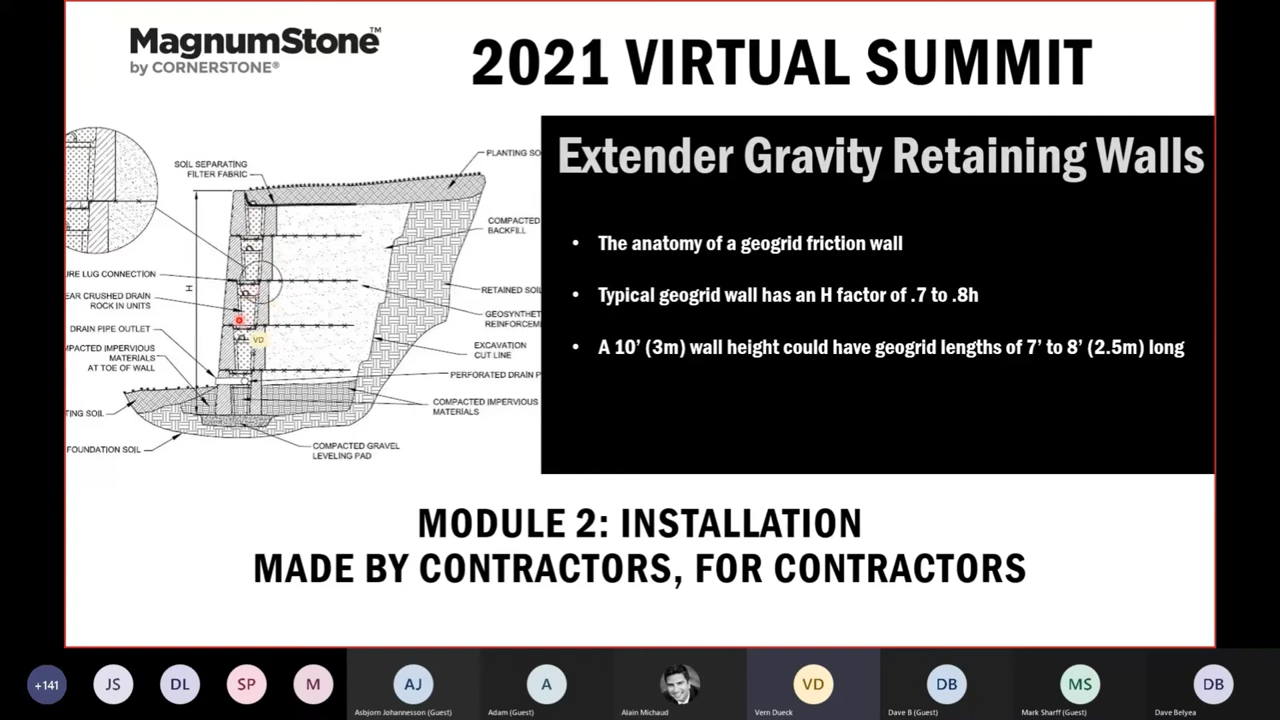 MagnumStone™
by CORNERSTONE®
2021 VIRTUAL SUMMIT
SOIL SEPARATING
FILTER FABRIC
PLANTING SO
COMPACTED
BACKFILL
URE LUG CONNECTION
EAR CRUSHED DRAIN
ROCK IN UNITS
H
RETAINED SOIL
GEOSYNTHE
REINFORCEM
DRAIN PIPE OUTLET
MPACTED IMPERVIOUS
MATERIALS
AT TOE OF WALL
VD
EXCAVATION
CUT LINE
PERFORATED DRAIN P
COMPACTED IMPERVIOUS
MATERIALS
TING SOIL
FOUNDATION SOIL
COMPACTED GRAVEL
LEVELING PAD
Extender Gravity Retaining Walls
• The anatomy of a geogrid friction wall
• Typical geogrid wall has an H factor of .7 to .8h
• A 10’ (3m) wall height could have geogrid lengths of 7’ to 8’ (2.5m) long
MODULE 2: INSTALLATION
MADE BY CONTRACTORS, FOR CONTRACTORS
+141
JS
DL
SP
M
AJ
A
VD
DB
MS
DB
Asbjorn Johannesson (Guest)
Adam (Guest)
Alain Michaud
Vern Dueck
Dave B (Guest)
Mark Sharff (Guest)
Dave Belyea